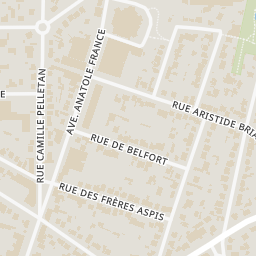 AVE. ANATOLE FRANCE
RUE CAMILLE PELLETAN
RUE ARISTIDE BRIA
RUE DE BELFORT
RUE DES FRÈRES ASPIS
E